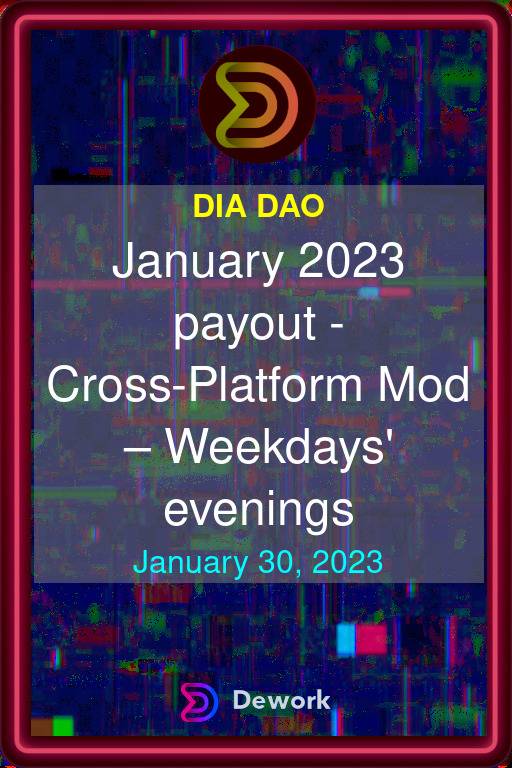 DIA DAO
January 2023
payout -
Cross-Platform Mod
– Weekdays'
evenings
January 30, 2023
Dework